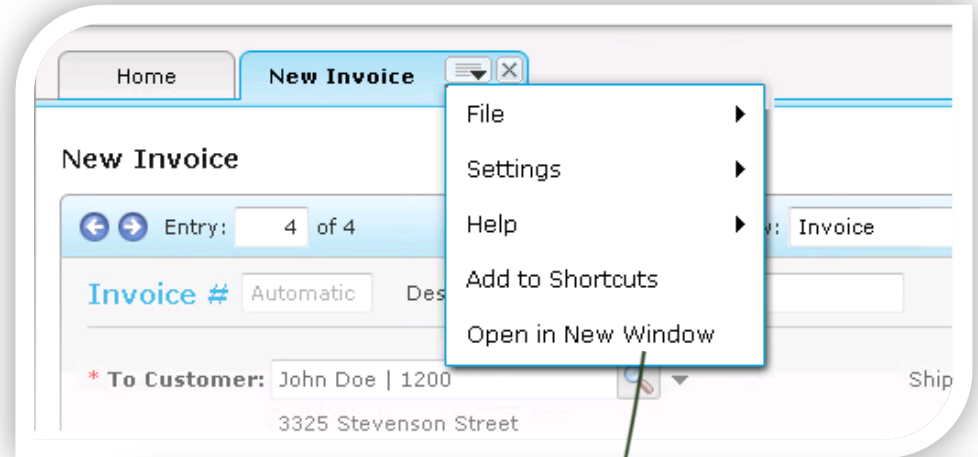 Home
New Invoice
File
New Invoice
Settings
Entry: 4 of 4
Help
Invoice
Invoice # Automatic
Add to Shortcuts
Open in New Window
* To Customer: John Doe | 1200
Ship
3325 Stevenson Street